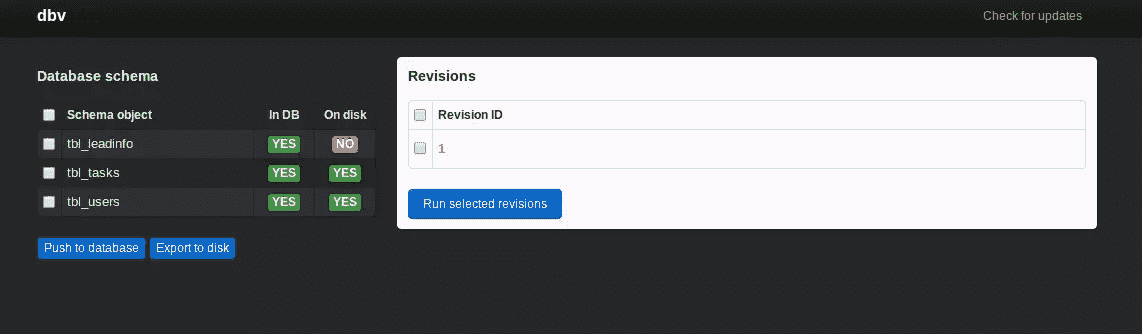 dbv
Check for updates
Database schema
Schema object In DB On disk
tbl_leadinfo YES NO
tbl_tasks YES YES
tbl_users YES YES
Push to database Export to disk
Revisions
Revision ID
1
Run selected revisions